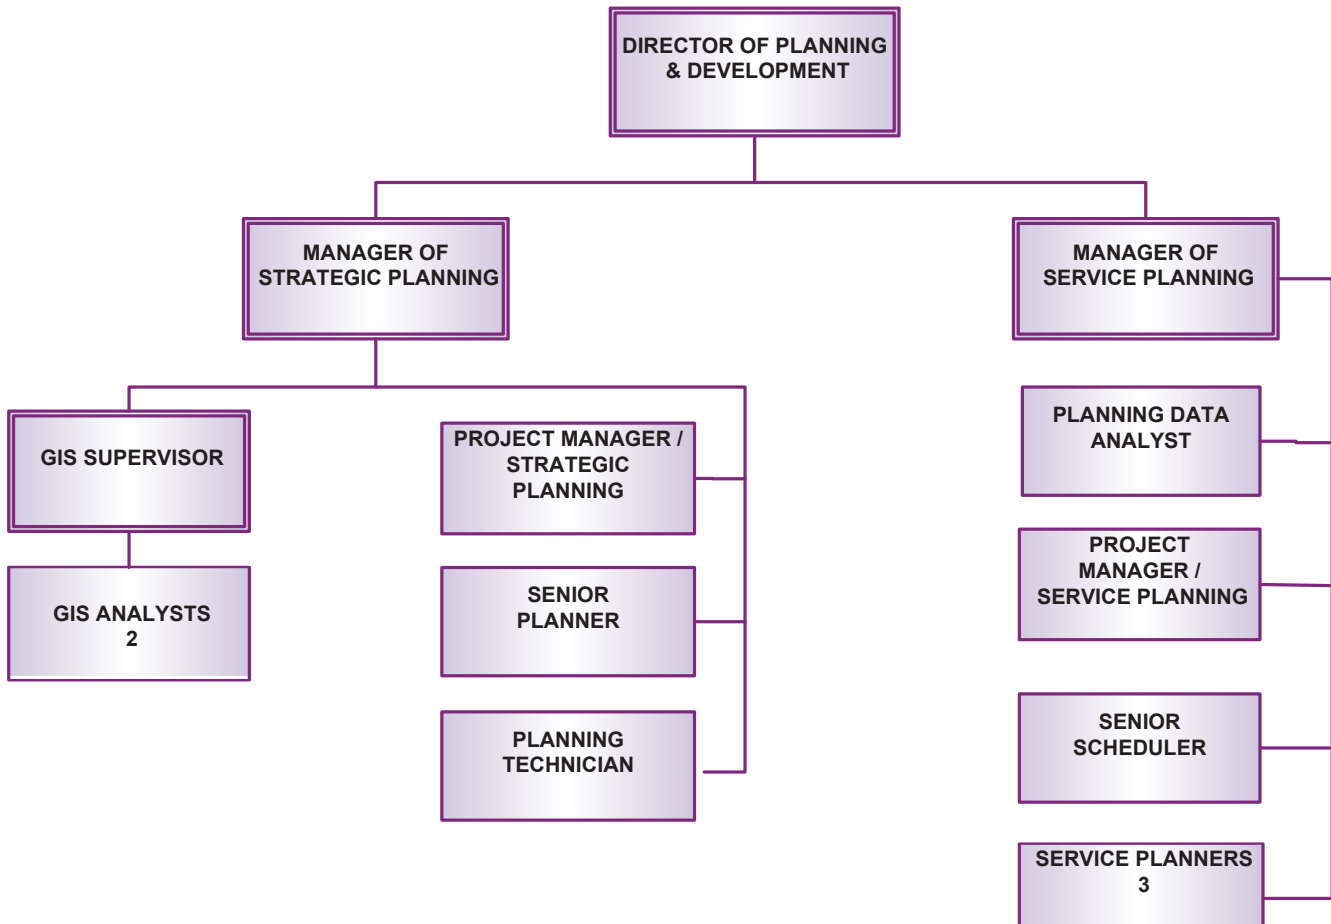 DIRECTOR OF PLANNING
& DEVELOPMENT
MANAGER OF
STRATEGIC PLANNING
MANAGER OF
SERVICE PLANNING
GIS SUPERVISOR
GIS ANALYSTS
2
PROJECT MANAGER /
STRATEGIC
PLANNING
SENIOR
PLANNER
PLANNING
TECHNICIAN
PLANNING DATA
ANALYST
PROJECT
MANAGER /
SERVICE PLANNING
SENIOR
SCHEDULER
SERVICE PLANNERS
3